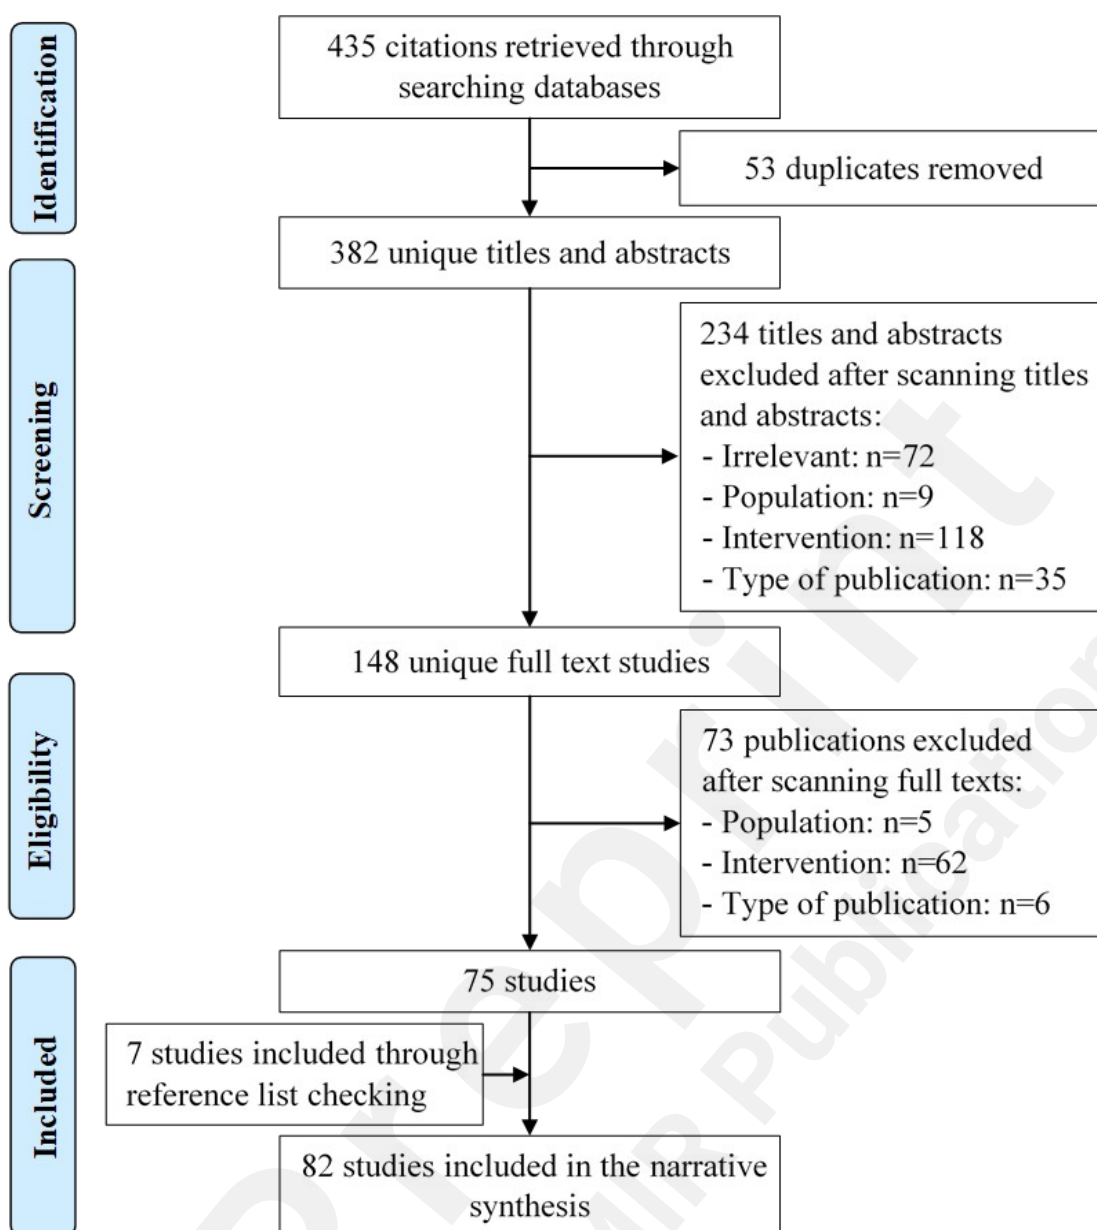 Identification
435 citations retrieved through
searching databases
53 duplicates removed
382 unique titles and abstracts
Screening
234 titles and abstracts
excluded after scanning titles
and abstracts:
- Irrelevant: n=72
- Population: n=9
- Intervention: n=118
- Type of publication: n=35
148 unique full text studies
Eligibility
73 publications excluded
after scanning full texts:
- Population: n=5
- Intervention: n=62
- Type of publication: n=6
Included
75 studies
7 studies included through
reference list checking
82 studies included in the narrative
synthesis
Preprint
JMIR Publications